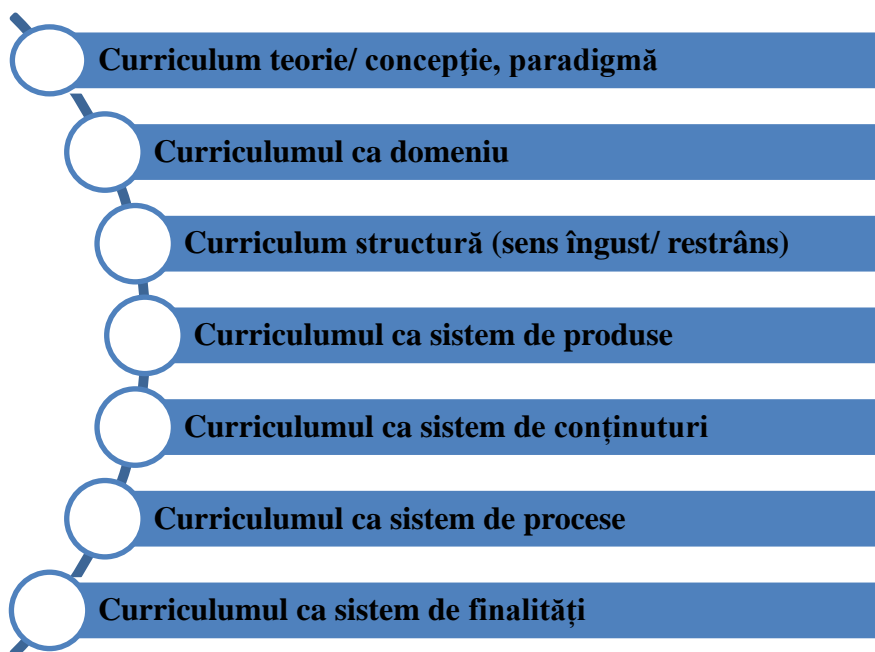 Curriculum teorie/ concepţie, paradigmă
Curriculumul ca domeniu
Curriculum structură (sens îngust/ restrâns)
Curriculumul ca sistem de produse
Curriculumul ca sistem de conținuturi
Curriculumul ca sistem de procese
Curriculumul ca sistem de finalități